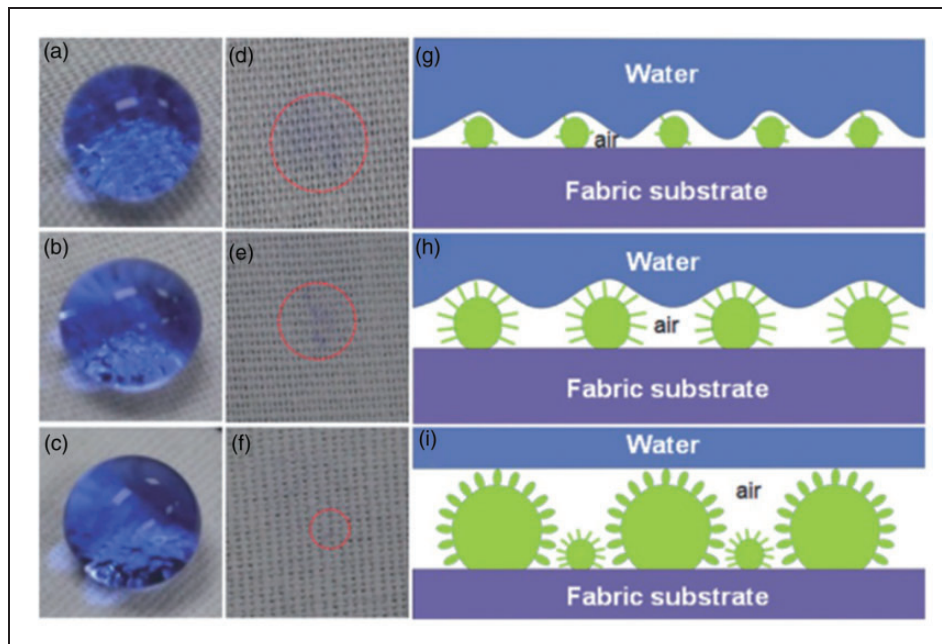 (a)
(d)
(g)
Water
air
Fabric substrate
(b)
(e)
(h)
Water
air
Fabric substrate
(c)
(f)
(i)
Water
air
Fabric substrate